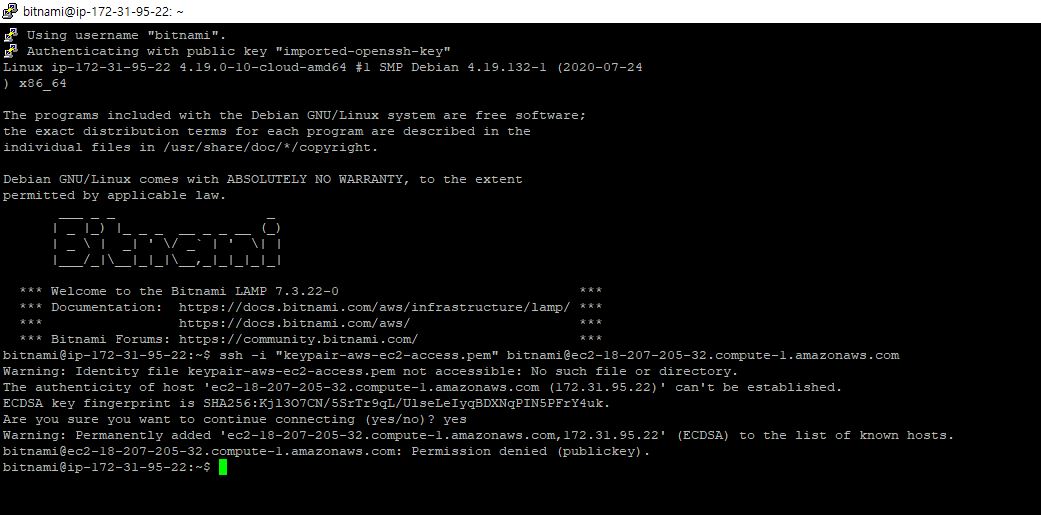 bitnami@ip-172-31-95-22: ~
Using username "bitnami".
Authenticating with public key "imported-openssh-key"
Linux ip-172-31-95-22 4.19.0-10-cloud-amd64 #1 SMP Debian 4.19.132-1 (2020-07-24
) x86_64
The programs included with the Debian GNU/Linux system are free software;
the exact distribution terms for each program are described in the
individual files in /usr/share/doc/*/copyright.
Debian GNU/Linux comes with ABSOLUTELY NO WARRANTY, to the extent
permitted by applicable law.
Bitnami
*** Welcome to the Bitnami LAMP 7.3.22-0 ***
*** Documentation: https://docs.bitnami.com/aws/infrastructure/lamp/ ***
*** https://docs.bitnami.com/aws/ ***
*** Bitnami Forums: https://community.bitnami.com/ ***
bitnami@ip-172-31-95-22:~$ ssh -i "keypair-aws-ec2-access.pem" bitnami@ec2-18-207-205-32.compute-1.amazonaws.com
Warning: Identity file keypair-aws-ec2-access.pem not accessible: No such file or directory.
The authenticity of host 'ec2-18-207-205-32.compute-1.amazonaws.com (172.31.95.22)' can't be established.
ECDSA key fingerprint is SHA256:Kjl3O7CN/5SrTr9qL/UlseLeIyqBDXNqPIN5PFrY4uk.
Are you sure you want to continue connecting (yes/no)? yes
Warning: Permanently added 'ec2-18-207-205-32.compute-1.amazonaws.com,172.31.95.22' (ECDSA) to the list of known hosts.
bitnami@ec2-18-207-205-32.compute-1.amazonaws.com: Permission denied (publickey).
bitnami@ip-172-31-95-22:~$